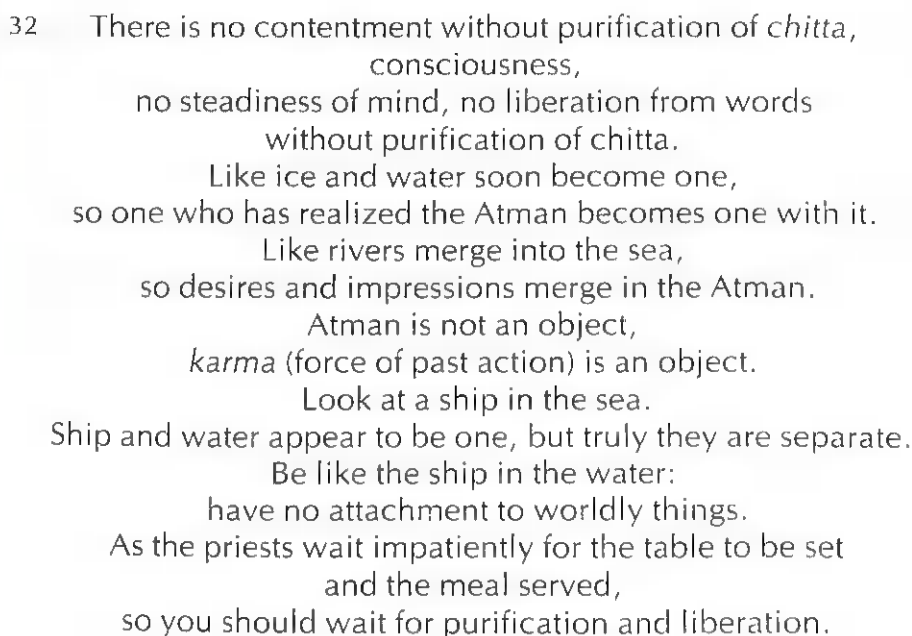 32 There is no contentment without purification of chitta,
consciousness,
no steadiness of mind, no liberation from words
without purification of chitta.
Like ice and water soon become one,
so one who has realized the Atman becomes one with it.
Like rivers merge into the sea,
so desires and impressions merge in the Atman.
Atman is not an object,
karma (force of past action) is an object.
Look at a ship in the sea.
Ship and water appear to be one, but truly they are separate.
Be like the ship in the water:
have no attachment to worldly things.
As the priests wait impatiently for the table to be set
and the meal served,
so you should wait for purification and liberation.